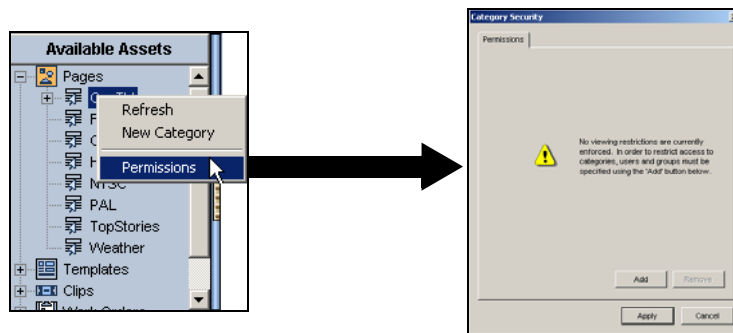 Available Assets
Pages
Refresh
New Category
Permissions
NTSC
PAL
TopStories
Weather
Templates
Clips
Work Orders
Category Security
Permissions
No viewing restrictions are currently
enforced. In order to restrict access to
categories, users and groups must be
specified using the 'Add' button below.
Add
Remove
Apply
Cancel